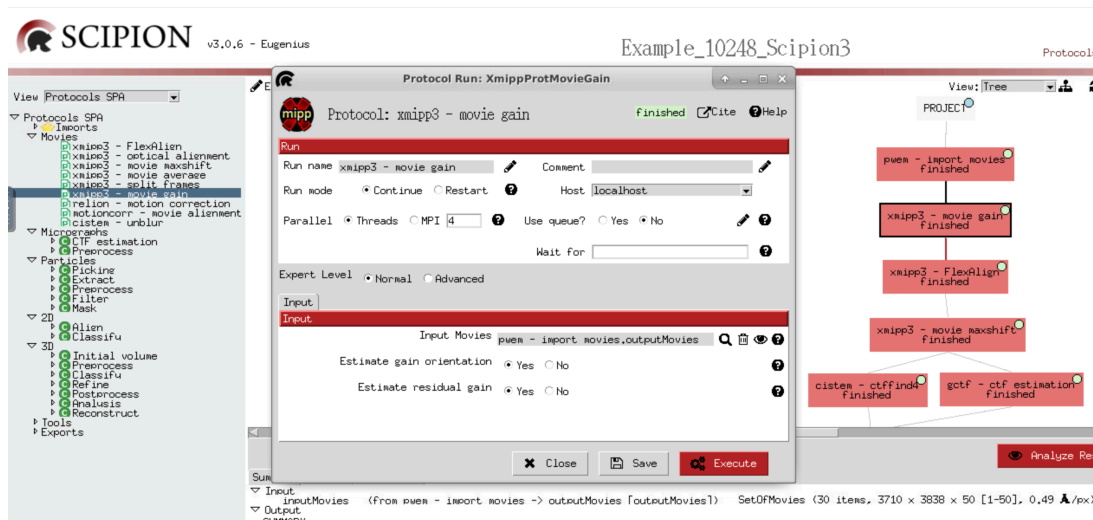 SCIPION v3.0.6 - Eugenius
Example_10248_Scipion3
Protocols
View Protocols SPA
Protocols SPA
Imports
Movies
xmipp3 - FlexAlign
xmipp3 - optical alignment
xmipp3 - movie maxshift
xmipp3 - movie average
xmipp3 - split frames
xmipp3 - movie gain
relion - motion correction
motioncorr - movie alignment
cistem - unblur
Micrographs
CTF estimation
Preprocess
Particles
Picking
Extract
Preprocess
Filter
Mask
2D
Align
Classify
3D
Initial volume
Preprocess
Classify
Refine
Postprocess
Analysis
Reconstruct
Tools
Exports
Protocol Run: XmippProtMovieGain
mipp Protocol: xmipp3 - movie gain finished Cite Help
Run
Run name xmipp3 - movie gain Comment
Run mode Continue Restart Host localhost
Parallel Threads MPI 4 Use queue? Yes No
Wait for
Expert Level Normal Advanced
Input
Input
Input Movies pwem - import movies.outputMovies
Estimate gain orientation Yes No
Estimate residual gain Yes No
Close Save Execute
View: Tree
PROJECT
pwem - import movies
finished
xmipp3 - movie gain
finished
xmipp3 - FlexAlign
finished
xmipp3 - movie maxshift
finished
cistem - ctffind4
finished
gctf - ctf estimation
finished
Analyze Re
Sum
Input
inputMovies (from pwem - import movies -> outputMovies [outputMovies]) SetOfMovies (30 items, 3710 x 3838 x 50 [1-50], 0.49 Å/px)
Output
SUMMARY